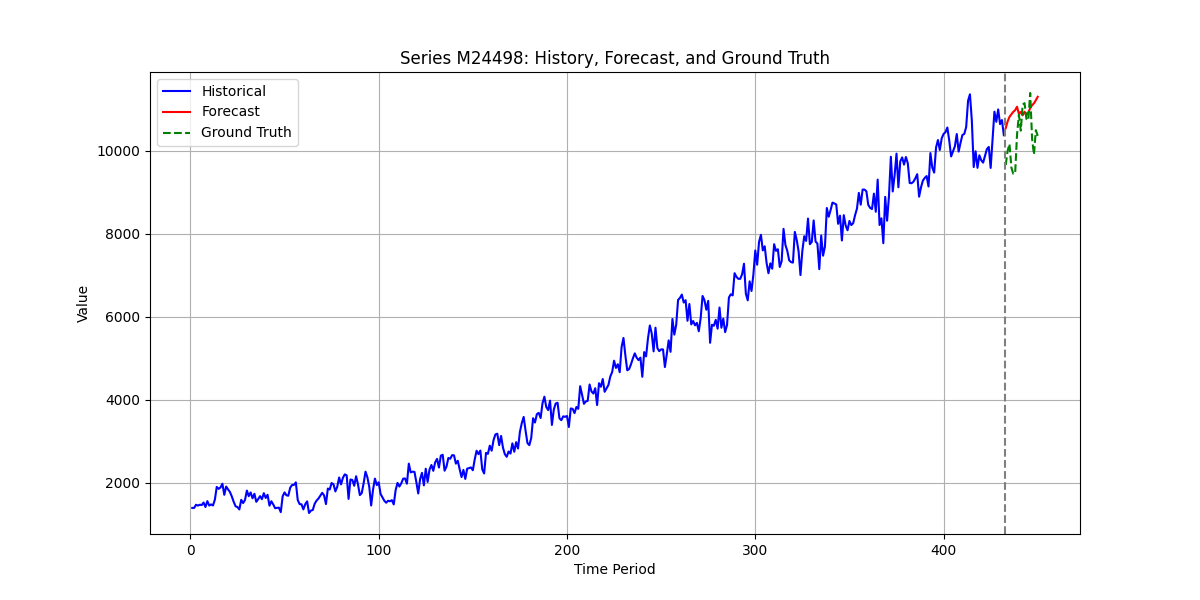 Series M24498: History, Forecast, and Ground Truth
Historical
Forecast
Ground Truth
10000
8000
6000
4000
2000
Value
0 100 200 300 400
Time Period